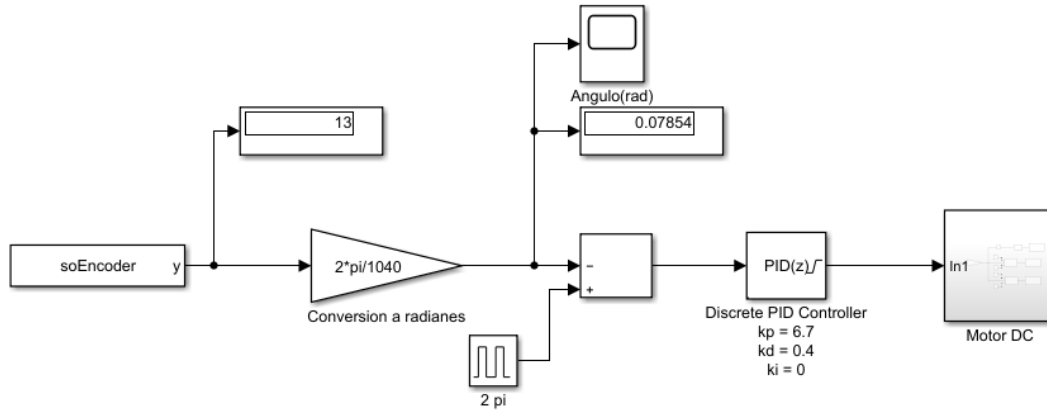 Angulo(rad)
13
0.07854
soEncoder
y
2*pi/1040
−
+
PID(z)
In1
Conversion a radianes
Discrete PID Controller
kp = 6.7
kd = 0.4
ki = 0
Motor DC
2 pi